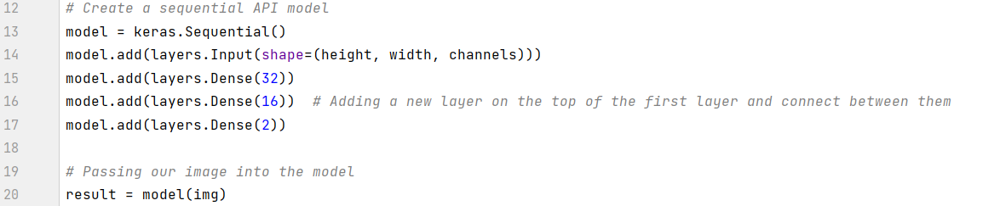 12 # Create a sequential API model
13 model = keras.Sequential()
14 model.add(layers.Input(shape=(height, width, channels)))
15 model.add(layers.Dense(32))
16 model.add(layers.Dense(16))  # Adding a new layer on the top of the first layer and connect between them
17 model.add(layers.Dense(2))
18
19 # Passing our image into the model
20 result = model(img)